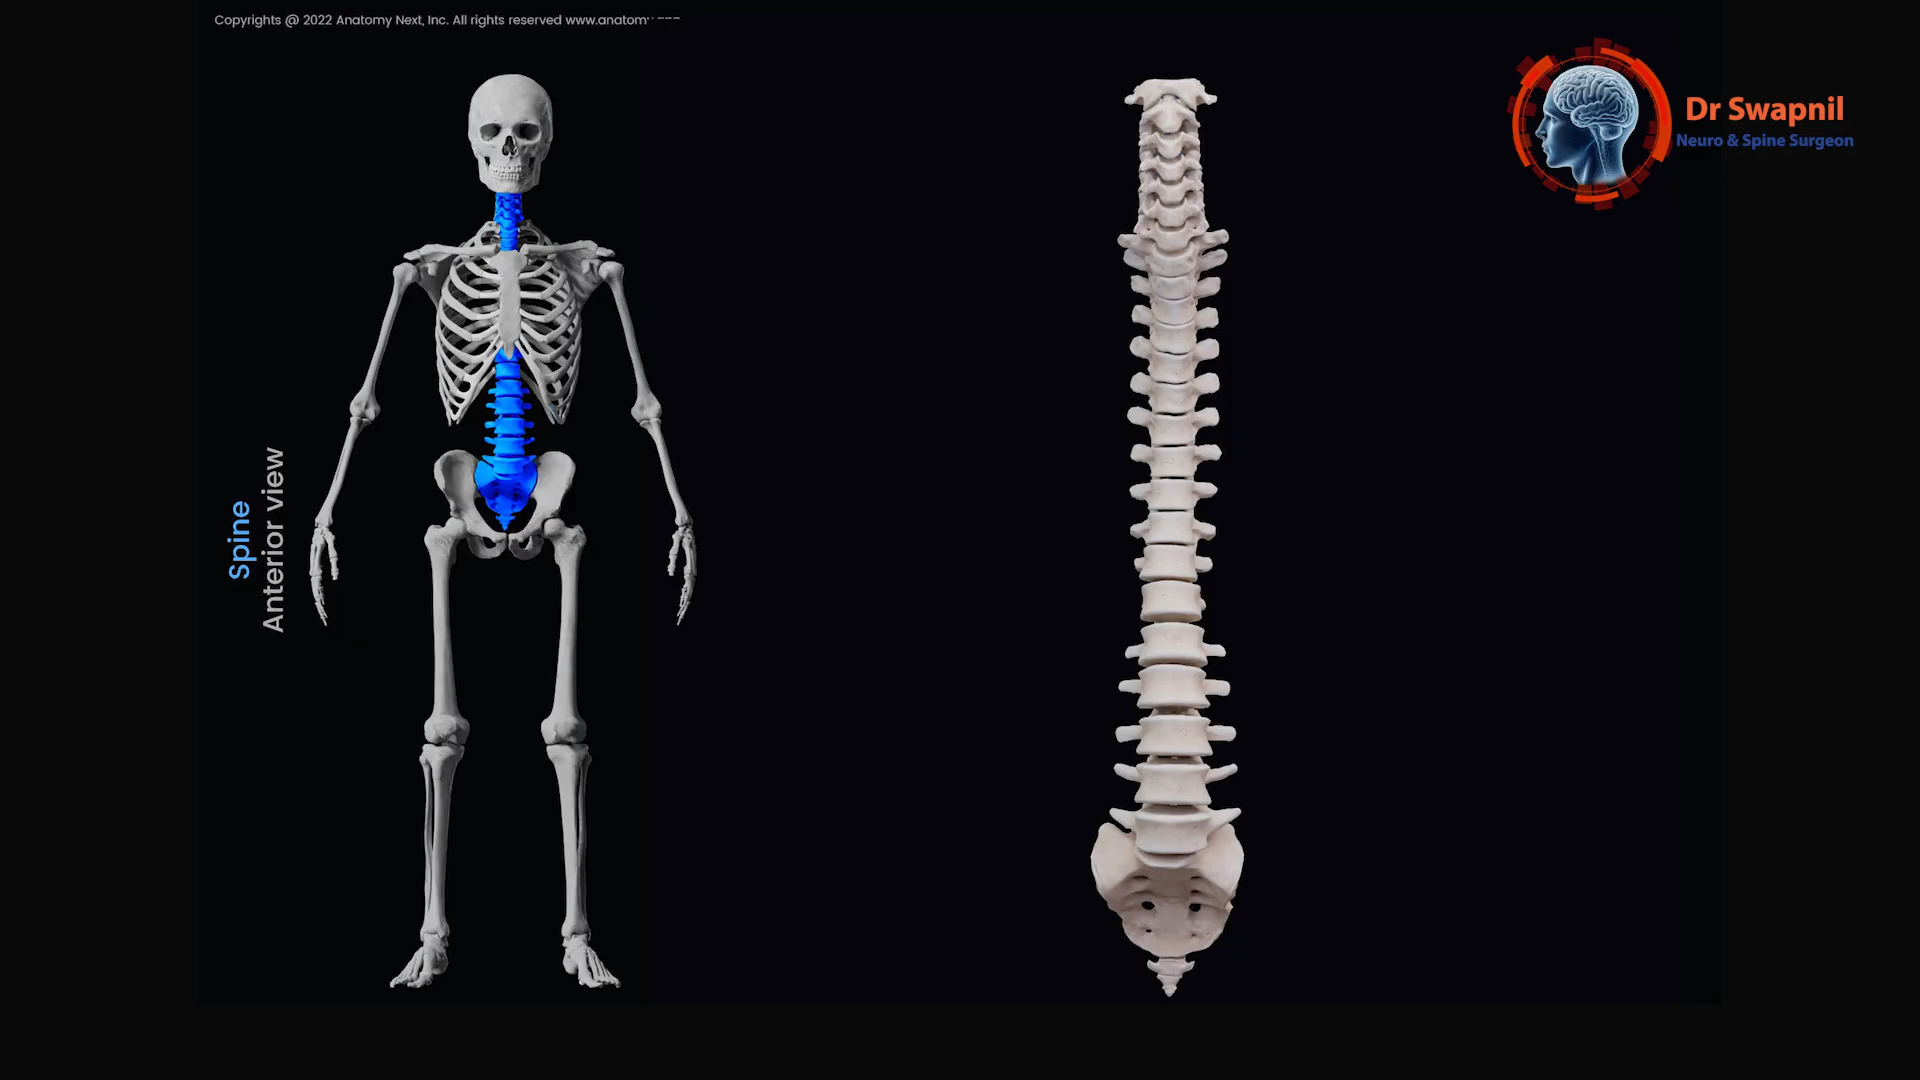 Copyrights @ 2022 Anatomy Next, Inc. All rights reserved
Dr Swapnil
Neuro & Spine Surgeon
Spine
Anterior view